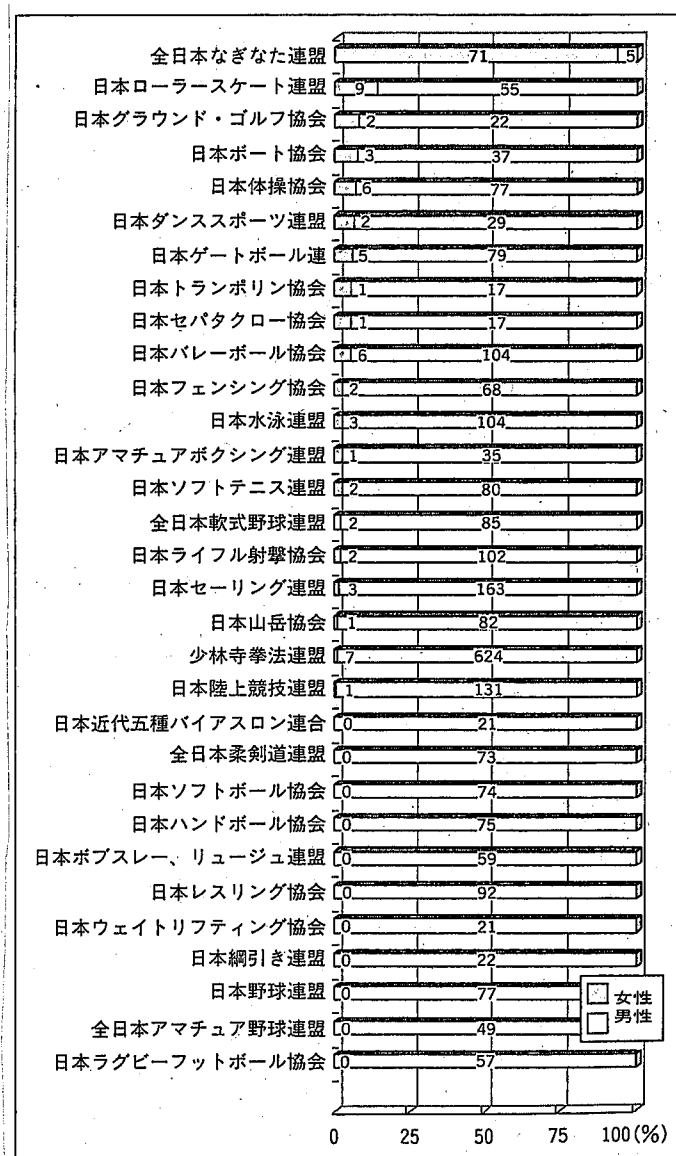 全日本なぎなた連盟 71 5
日本ローラースケート連盟 9 55
日本グラウンド・ゴルフ協会 2 22
日本ボート協会 3 37
日本体操協会 6 77
日本ダンススポーツ連盟 2 29
日本ゲートボール連 5 79
日本トランポリン協会 1 17
日本セパタクロー協会 1 17
日本バレーボール協会 6 104
日本フェンシング協会 2 68
日本水泳連盟 3 104
日本アマチュアボクシング連盟 1 35
日本ソフトテニス連盟 2 80
全日本軟式野球連盟 2 85
日本ライフル射撃協会 2 102
日本セーリング連盟 3 163
日本山岳協会 1 82
少林寺拳法連盟 7 624
日本陸上競技連盟 1 131
日本近代五種バイアスロン連合 0 21
全日本柔剣道連盟 0 73
日本ソフトボール協会 0 74
日本ハンドボール協会 0 75
日本ボブスレー、リュージュ連盟 0 59
日本レスリング協会 0 92
日本ウェイトリフティング協会 0 21
日本綱引き連盟 0 22
日本野球連盟 0 77
全日本アマチュア野球連盟 0 49
日本ラグビーフットボール協会 0 57
女性
男性
0 25 50 75 100(%)